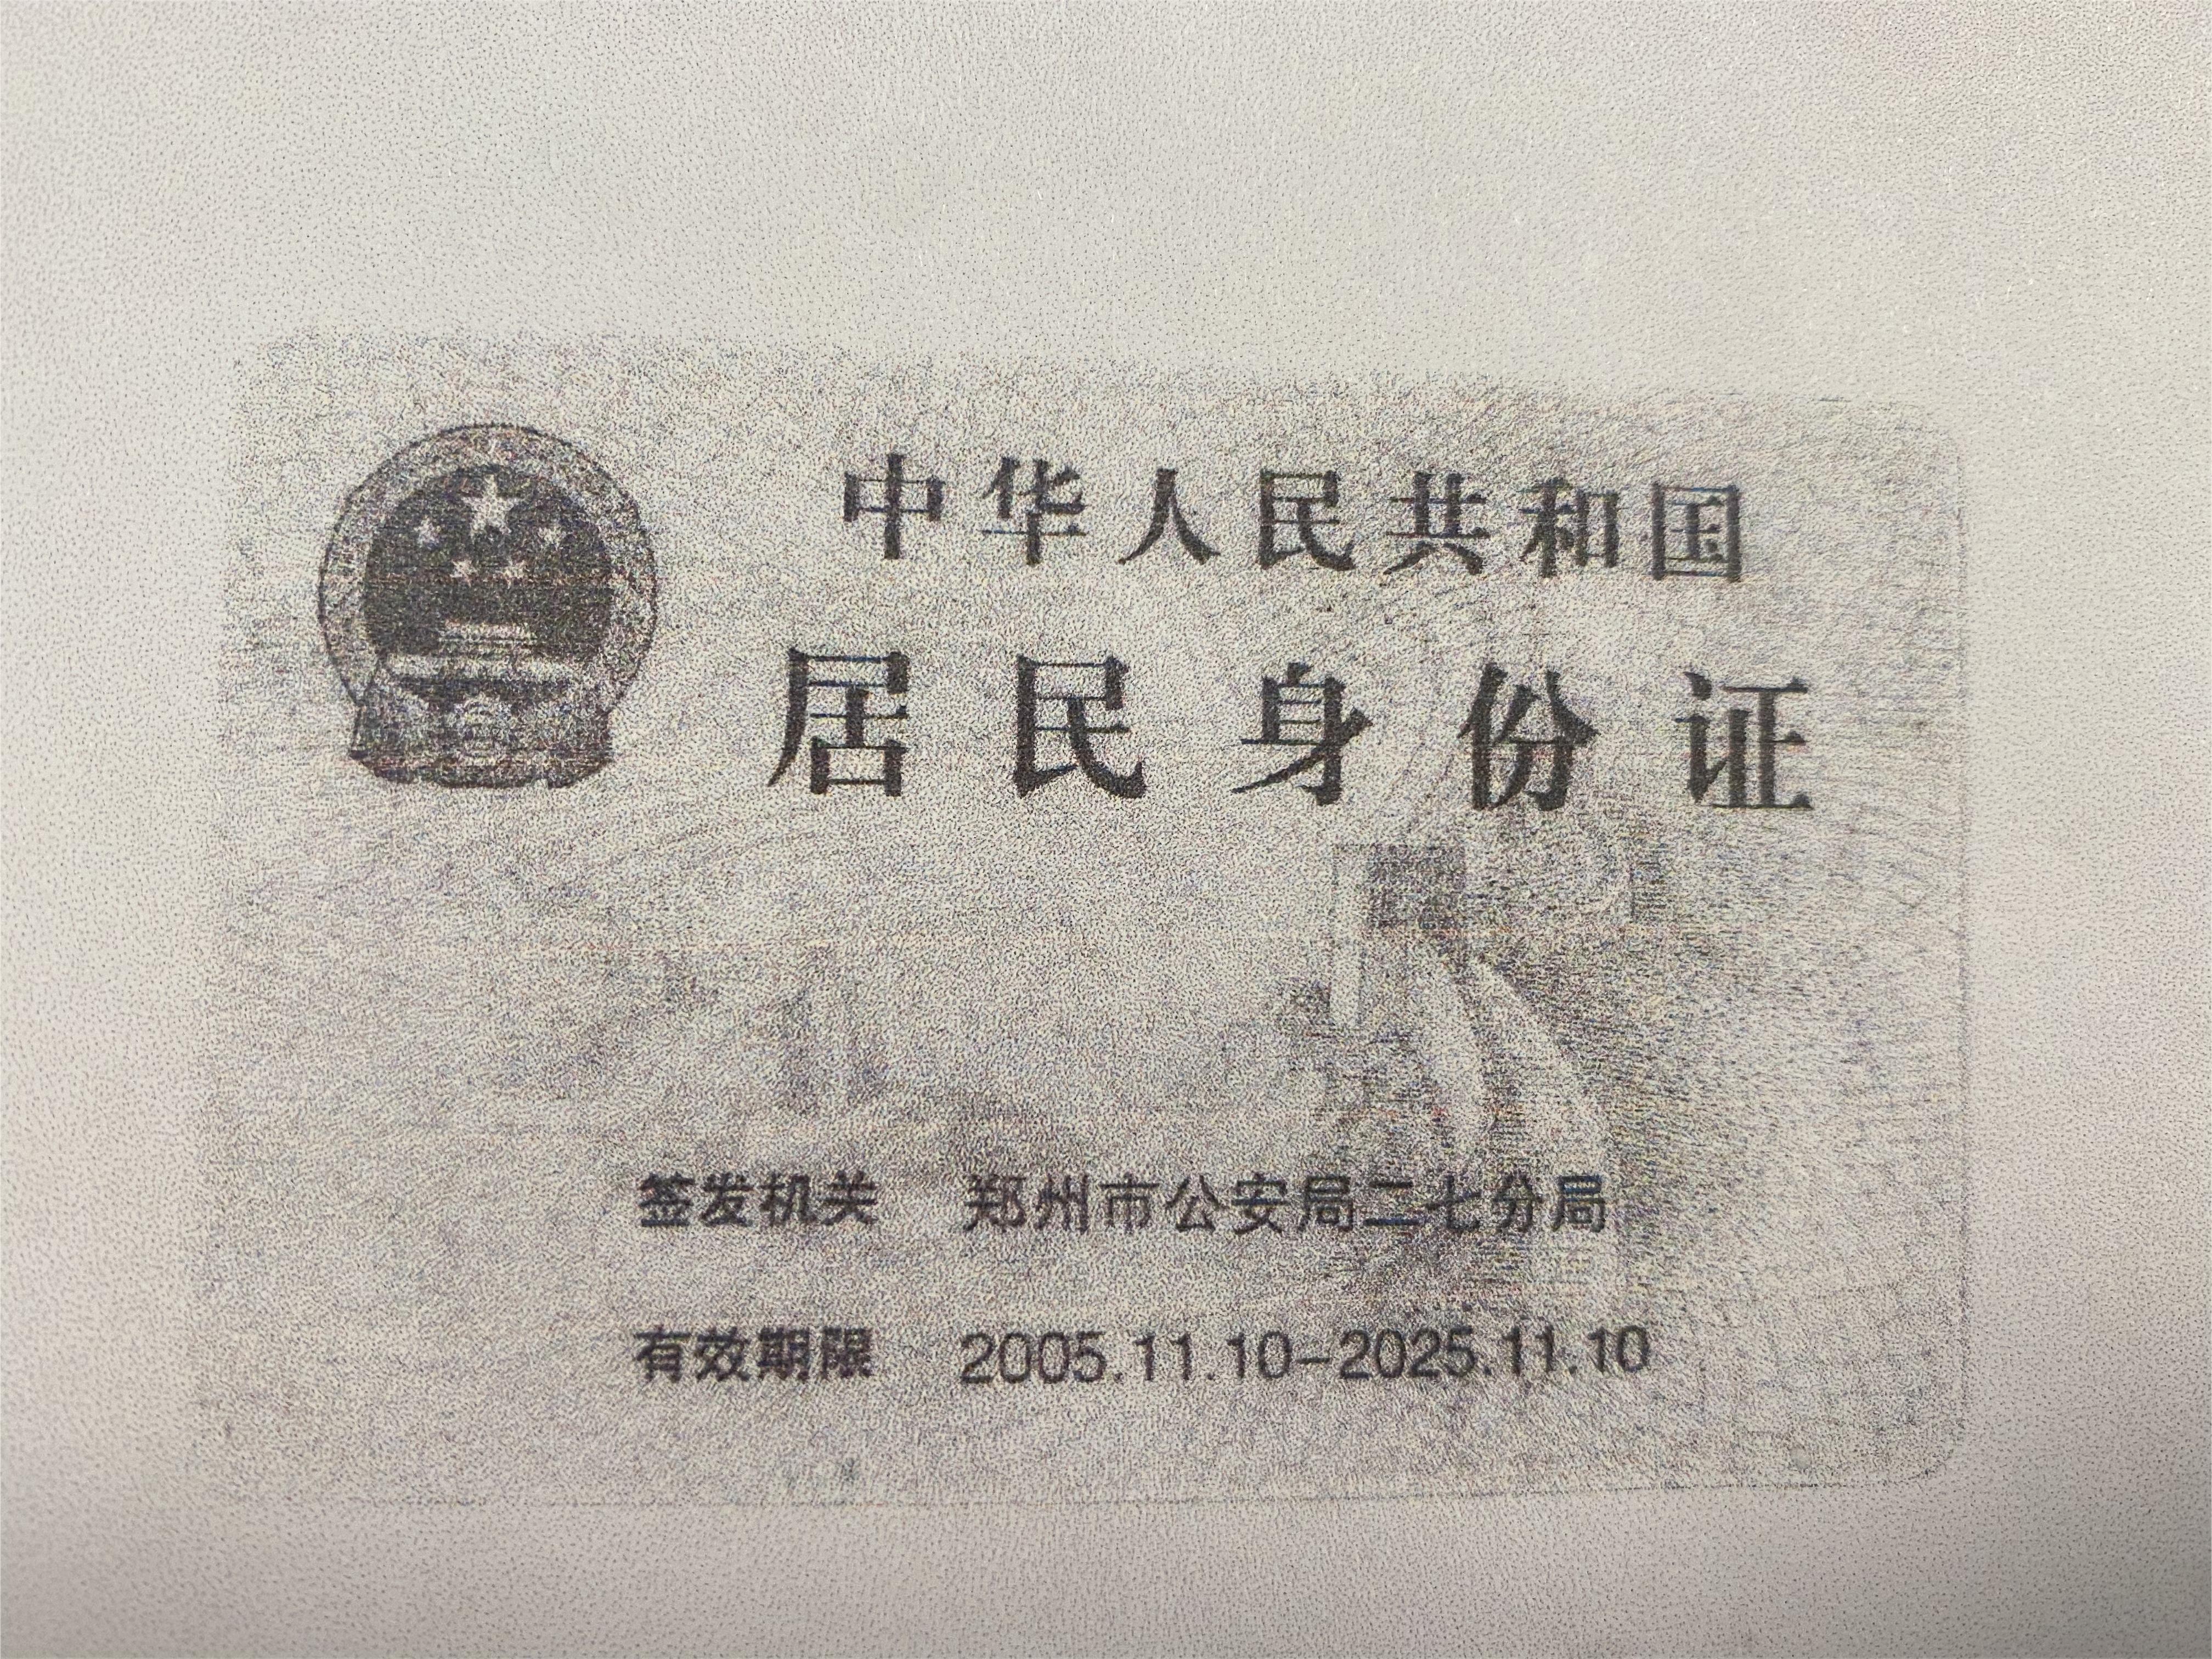 中华人民共和国
居民身份证
签发机关 郑州市公安局二七分局
有效期限 2005.11.10-2025.11.10